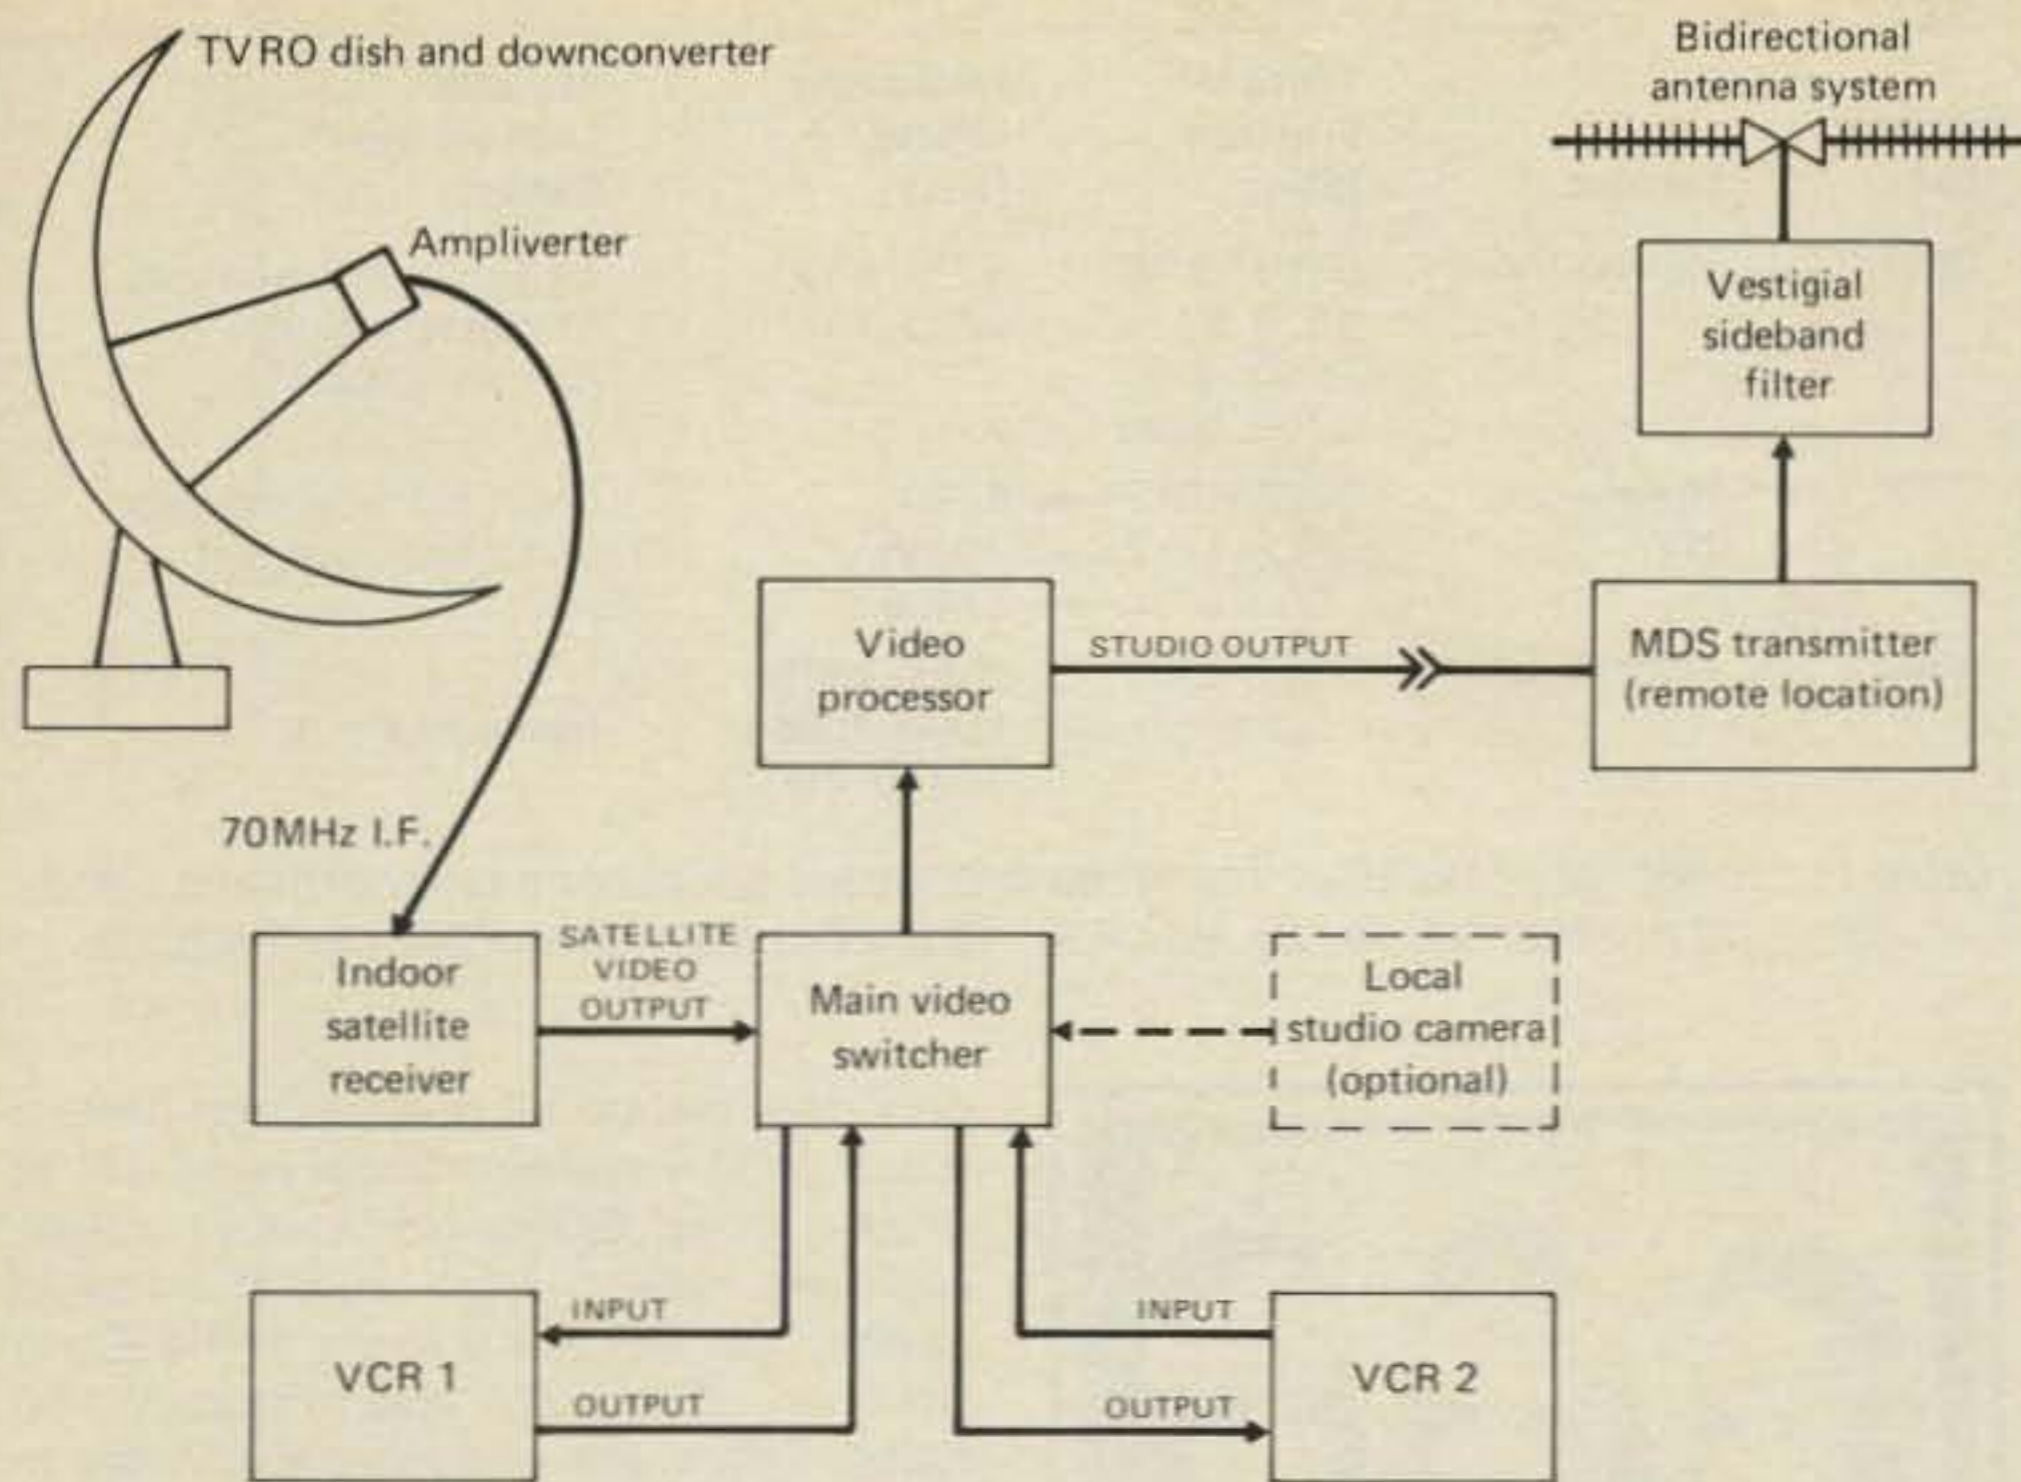 TVRO dish and downconverter
Bidirectional
antenna system
Ampliverter
Vestigial
sideband
filter
Video
processor
STUDIO OUTPUT
MDS transmitter
(remote location)
70MHz I.F.
Indoor
satellite
receiver
SATELLITE
VIDEO
OUTPUT
Main video
switcher
Local
studio camera
(optional)
VCR 1
INPUT
OUTPUT
INPUT
OUTPUT
VCR 2